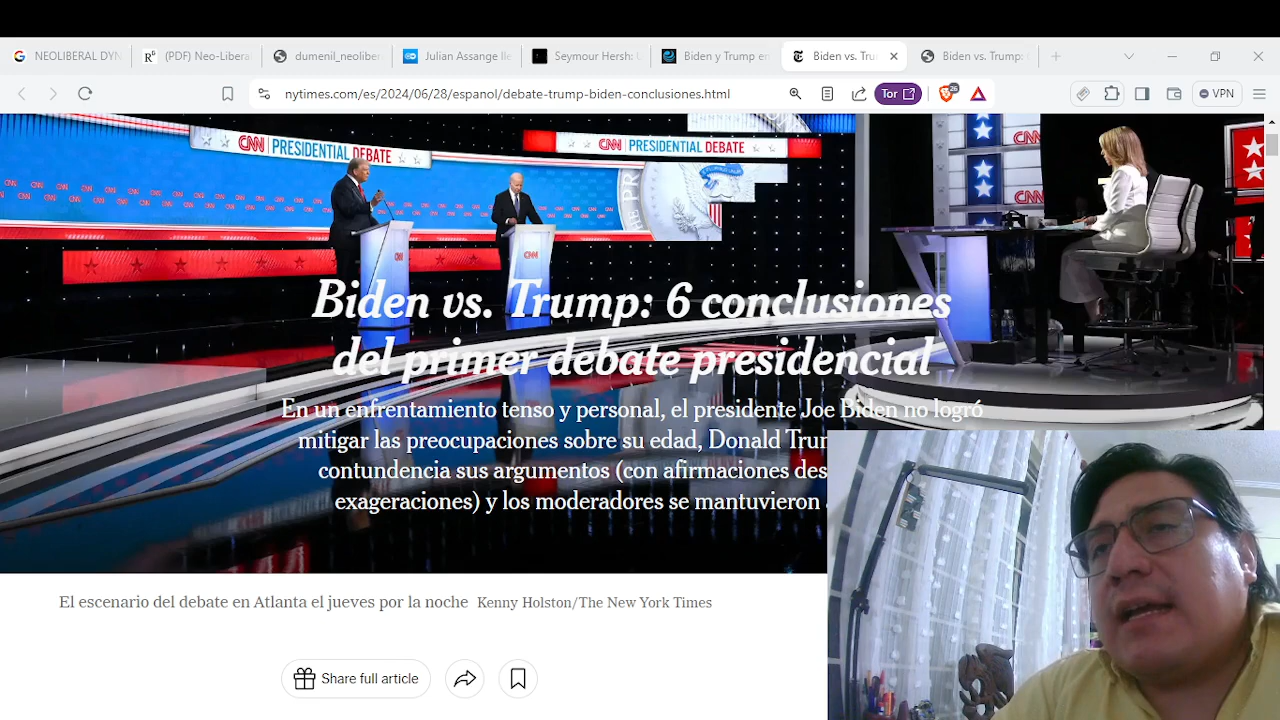 NEOLIBERAL DYN
(PDF) Neo-Libera
dumenil_neoliber
Julian Assange lle
Seymour Hersh:
Biden y Trump en
Biden vs. Tru
Biden vs. Trump:
nytimes.com/es/2024/06/28/espanol/debate-trump-biden-conclusiones.html
Tor
26
VPN
CNN PRESIDENTIAL DEBATE
CNN PRESIDENTIAL DEBATE
CNN
CNN
CNN
CNN
Biden vs. Trump: 6 conclusiones
del primer debate presidencial
En un enfrentamiento tenso y personal, el presidente Joe Biden no logró
mitigar las preocupaciones sobre su edad, Donald Trum
contundencia sus argumentos (con afirmaciones des
exageraciones) y los moderadores se mantuvieron
El escenario del debate en Atlanta el jueves por la noche Kenny Holston/The New York Times
Share full article